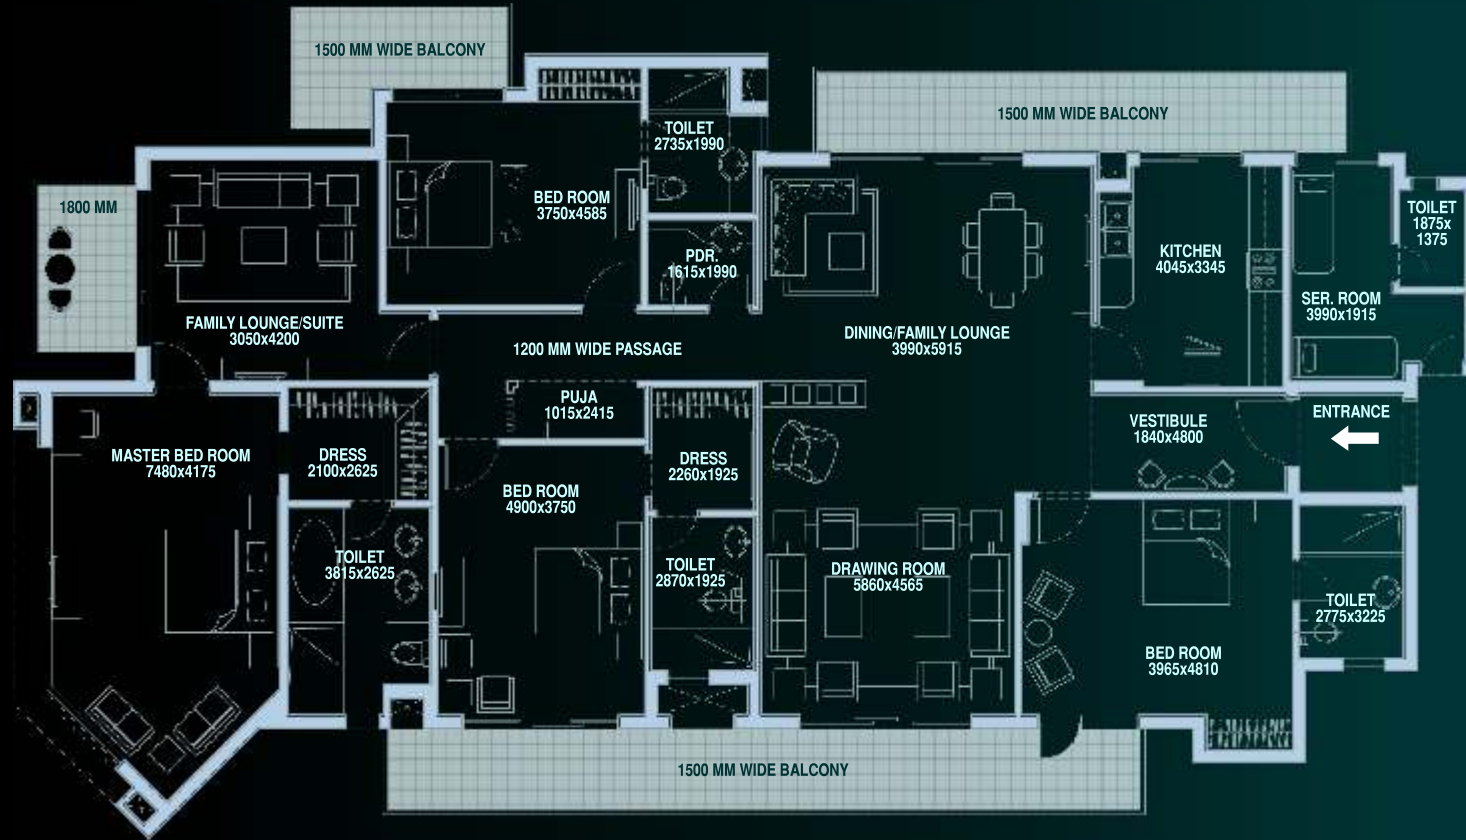 1500 MM WIDE BALCONY
1500 MM WIDE BALCONY
TOILET
2735x1990
BED ROOM
3750x4585
1800 MM
TOILET
1875x
1375
KITCHEN
4045x3345
PDR.
1615x1990
SER. ROOM
3990x1915
FAMILY LOUNGE/SUITE
3050x4200
DINING/FAMILY LOUNGE
3990x5915
1200 MM WIDE PASSAGE
PUJA
1015x2415
ENTRANCE
VESTIBULE
1840x4800
MASTER BED ROOM
7480x4175
DRESS
2100x2625
DRESS
2260x1925
BED ROOM
4900x3750
TOILET
3815x2625
TOILET
2870x1925
DRAWING ROOM
5860x4565
TOILET
2775x3225
BED ROOM
3965x4810
1500 MM WIDE BALCONY